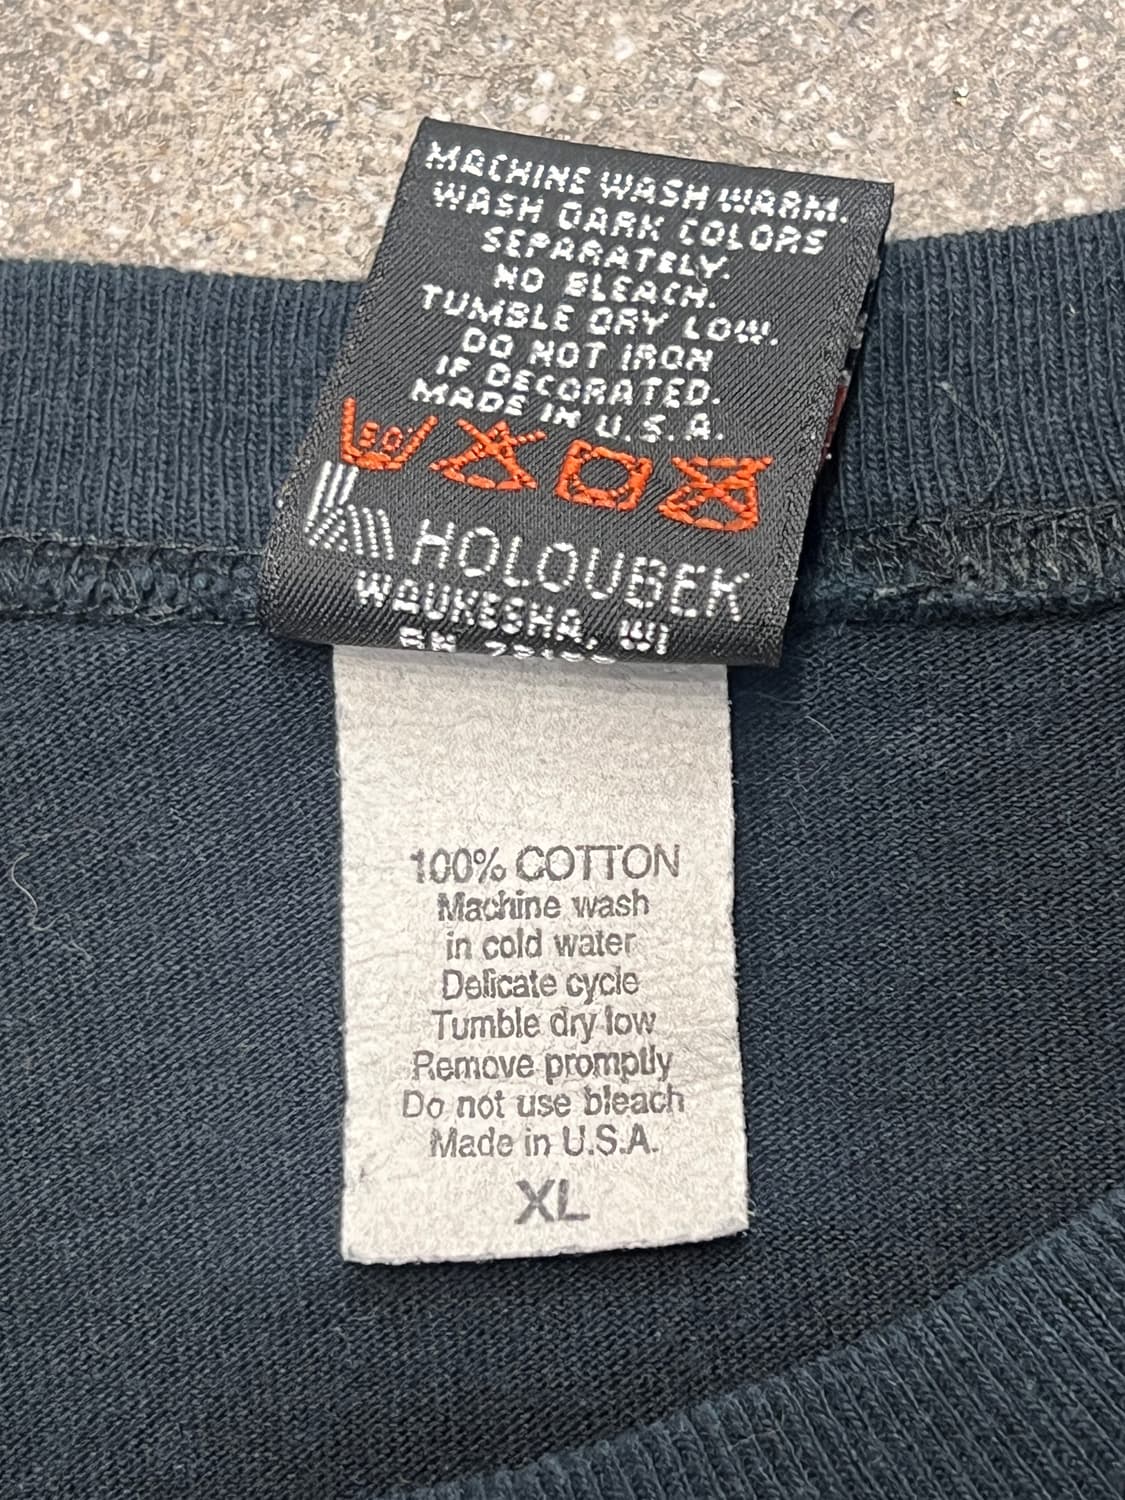 MACHINE WASH WARM.
WASH DARK COLORS
SEPARATELY.
NO BLEACH.
TUMBLE DRY LOW.
DO NOT IRON
IF DECORATED.
MADE IN U.S.A.
HOLOUBEK
WAUKESHA, WI
RN
100% COTTON
Machine wash
in cold water
Delicate cycle
Tumble dry low
Remove promptly
Do not use bleach
Made in U.S.A.
XL